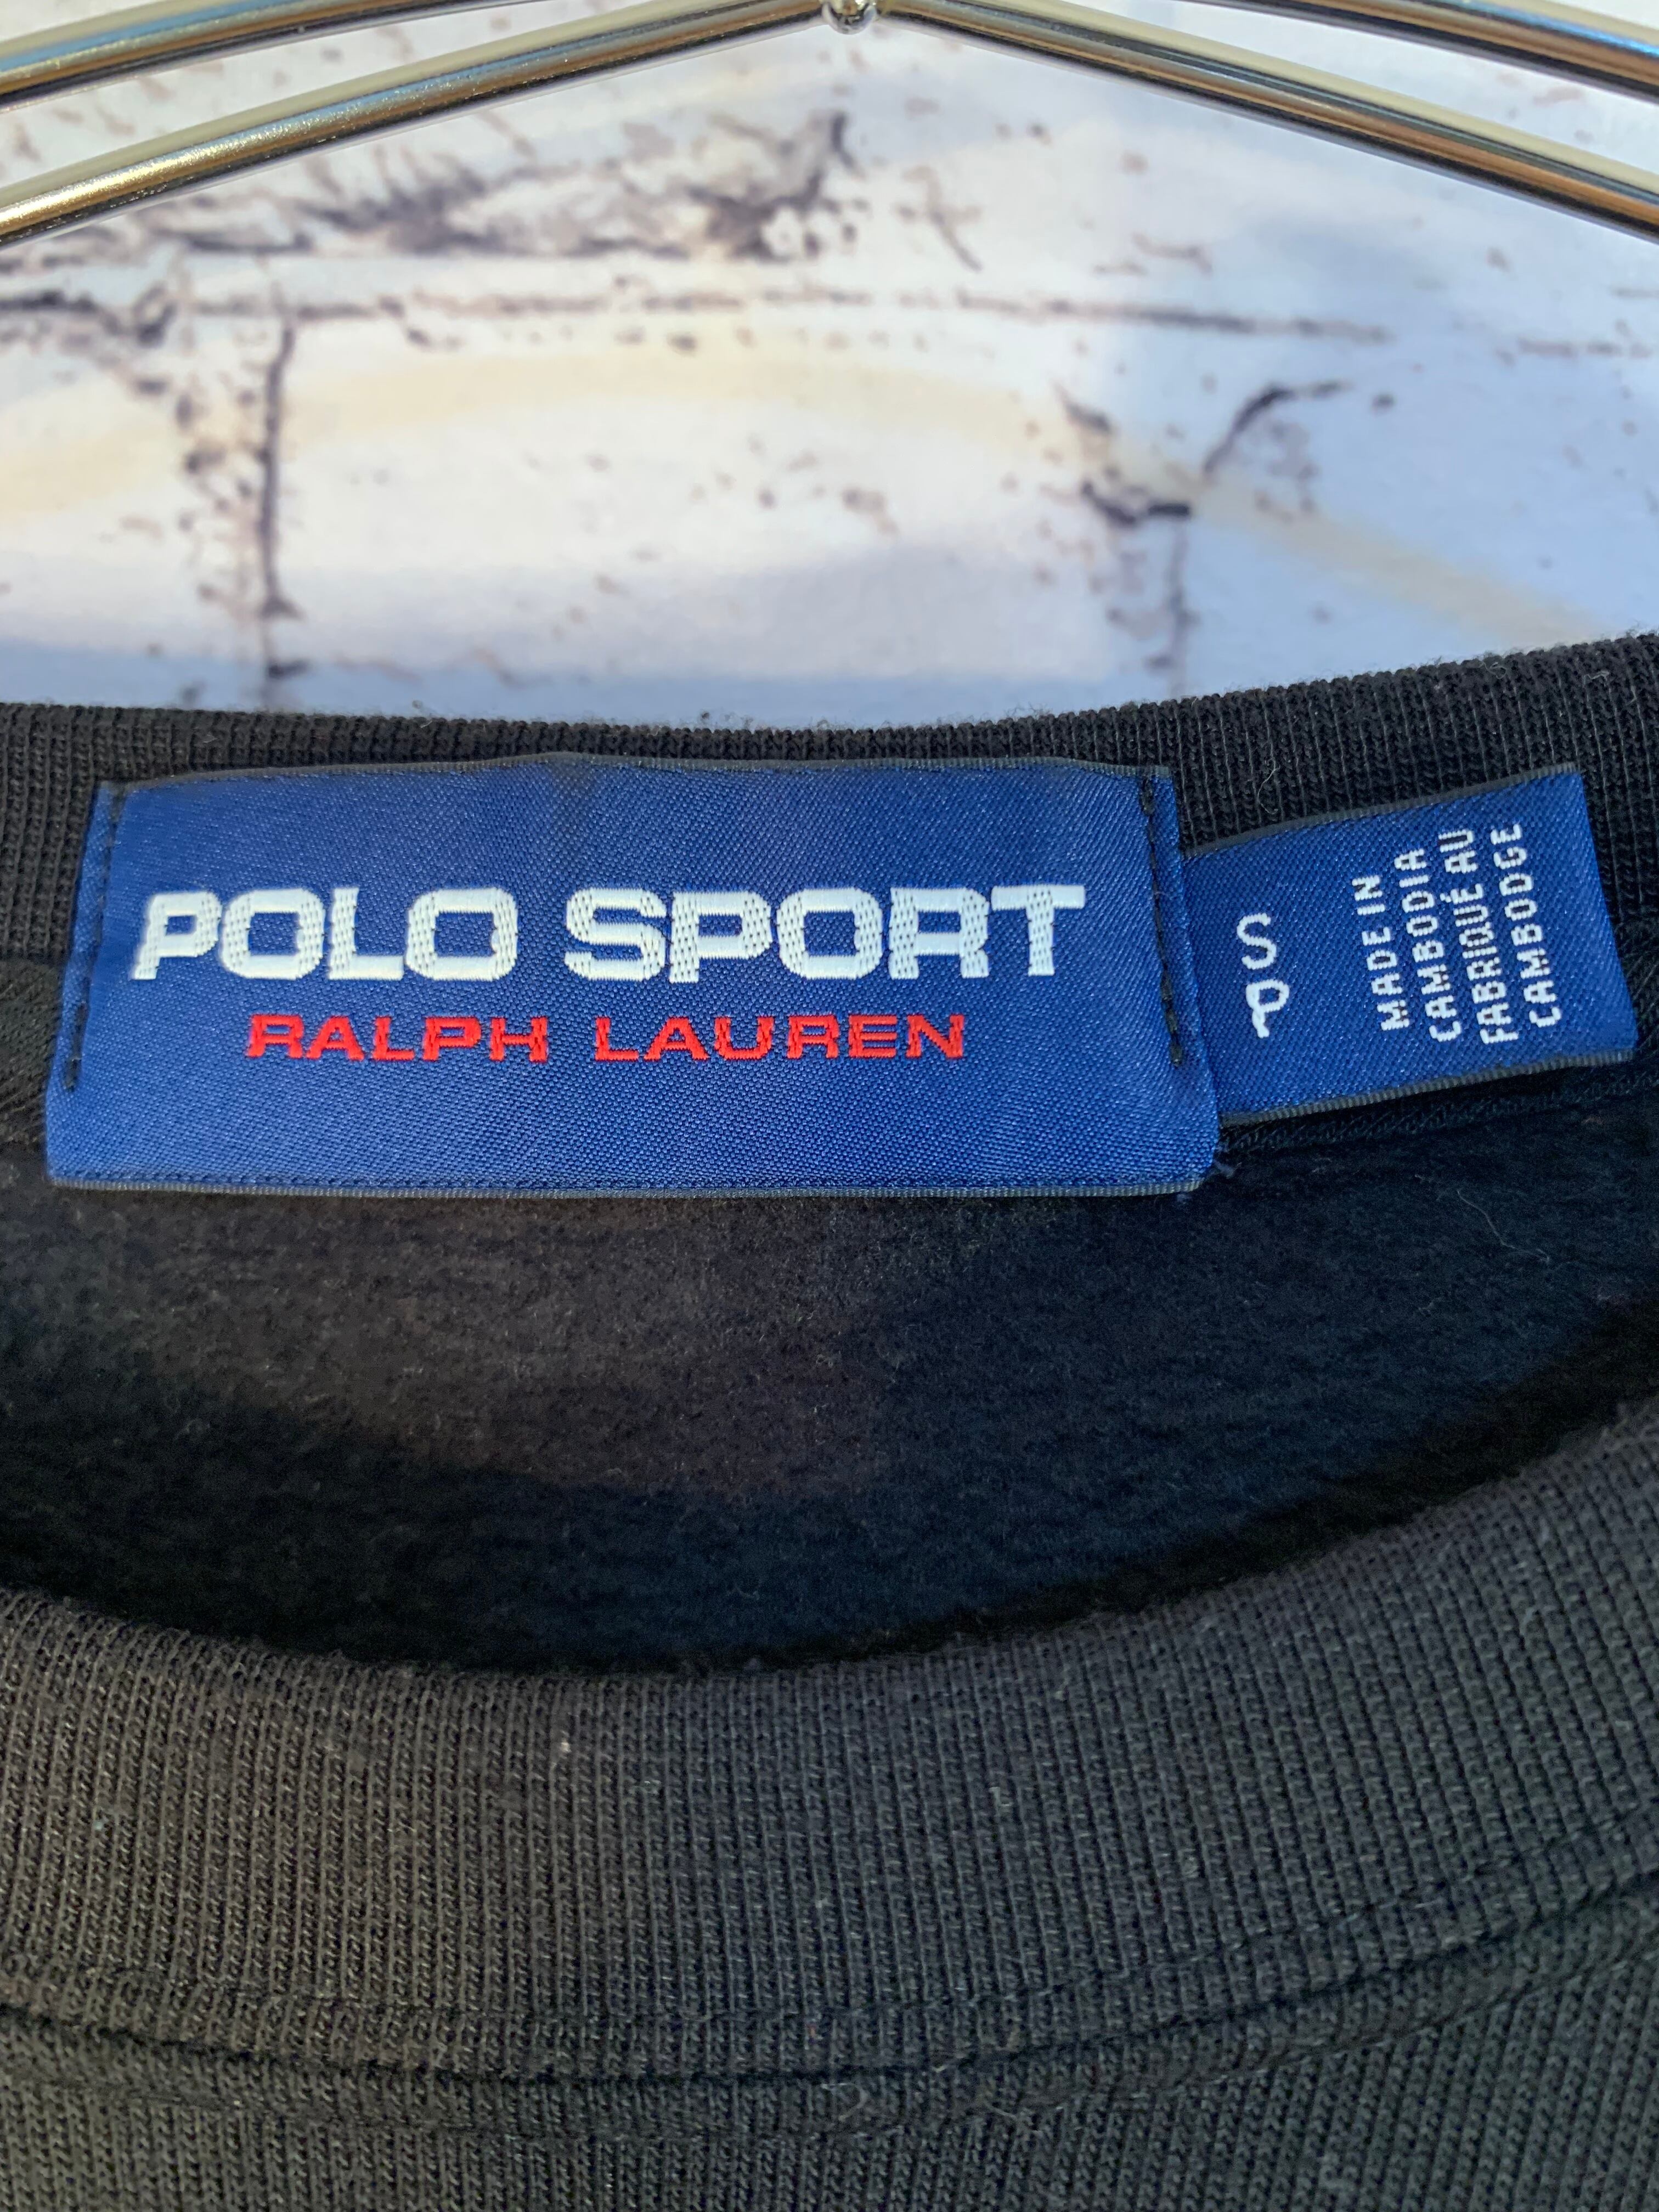 POLO SPORT
RALPH LAUREN
S
P
MADE IN
CAMBODIA
FABRIQUÉ AU
CAMBODGE